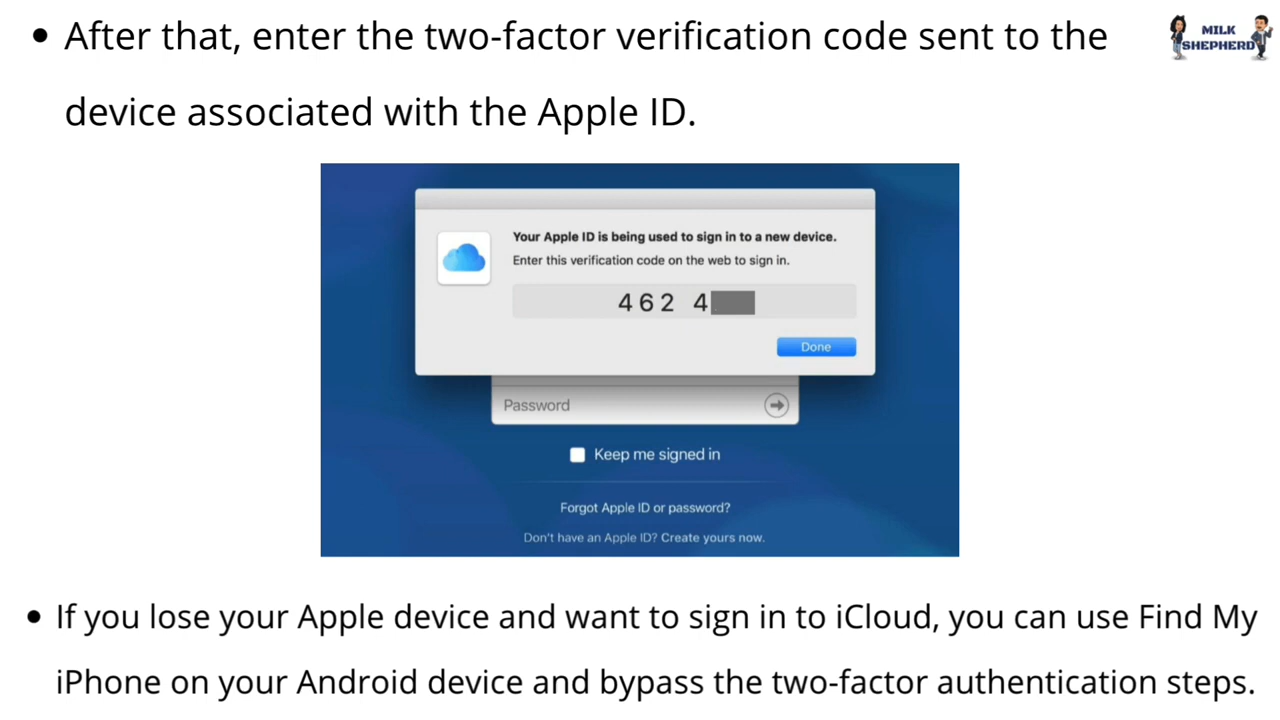 • After that, enter the two-factor verification code sent to the
MILK
SHEPHERD
device associated with the Apple ID.
Your Apple ID is being used to sign in to a new device.
Enter this verification code on the web to sign in.
462 4
Done
Password
Keep me signed in
Forgot Apple ID or password?
Don't have an Apple ID? Create yours now.
• If you lose your Apple device and want to sign in to iCloud, you can use Find My
iPhone on your Android device and bypass the two-factor authentication steps.